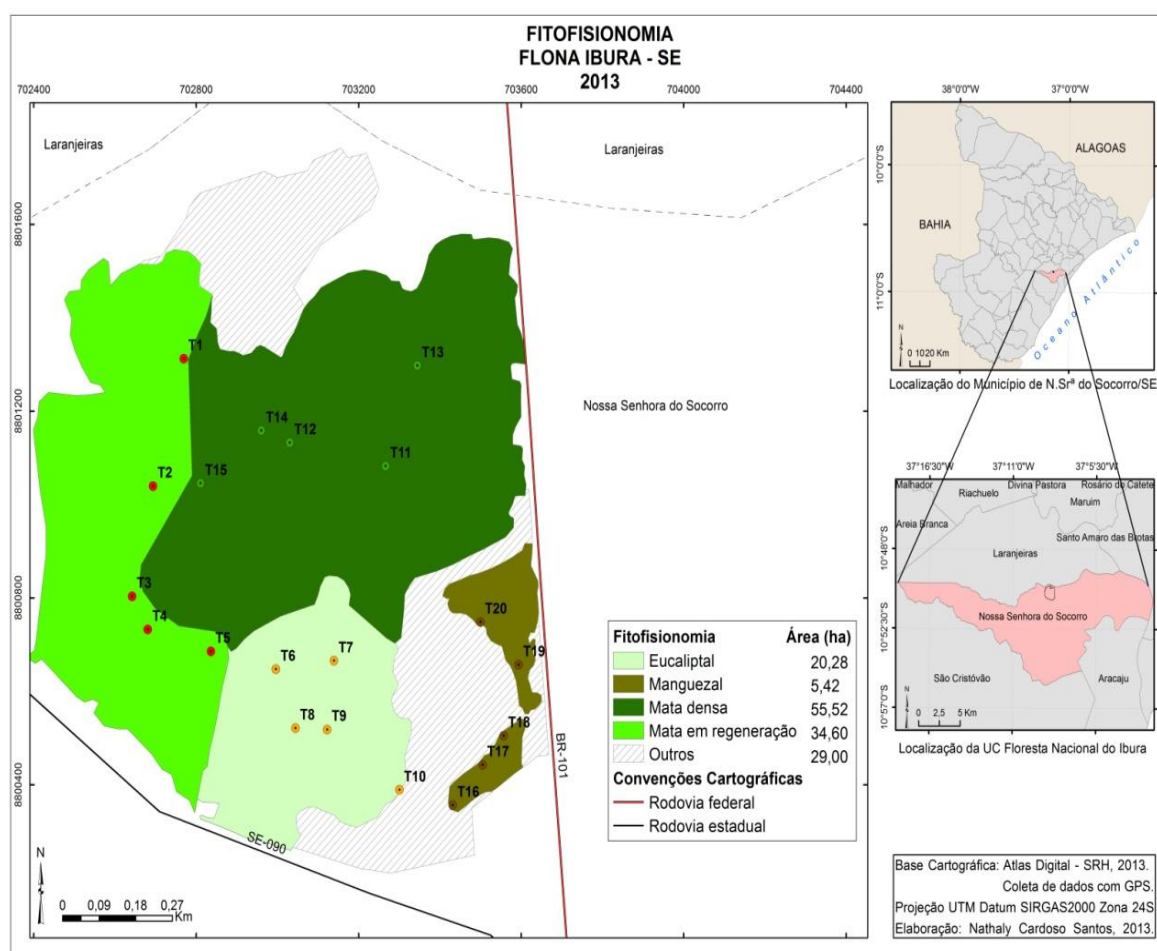 FITOFISIONOMIA
FLONA IBURA - SE
2013
702400
702800
703200
703600
704000
704400
8801600
8801200
8800800
8800400
Laranjeiras
Laranjeiras
Nossa Senhora do Socorro
T1
T13
T14
T12
T11
T15
T2
T3
T4
T5
T6
T7
T8
T9
T10
T20
T19
T18
T17
T16
BR-101
SE-090
N
0 0,09 0,18 0,27
Km
Fitofisionomia Área (ha)
Eucaliptal 20,28
Manguezal 5,42
Mata densa 55,52
Mata em regeneração 34,60
Outros 29,00
Convenções Cartográficas
Rodovia federal
Rodovia estadual
38°0'0"W 37°0'0"W
10°0'0"S
11°0'0"S
ALAGOAS
BAHIA
Oceano Atlântico
N
0 1020 Km
Localização do Município de N.Srª do Socorro/SE
37°16'30"W 37°11'0"W 37°5'30"W
10°48'0"S
10°52'30"S
10°57'0"S
Malhador
Riachuelo
Divina Pastora
Rosário do Catete
Maruim
Areia Branca
Santo Amaro das Brotas
Laranjeiras
Nossa Senhora do Socorro
São Cristóvão
Aracaju
N
0 2,5 5 Km
Localização da UC Floresta Nacional do Ibura
Base Cartográfica: Atlas Digital - SRH, 2013.
Coleta de dados com GPS.
Projeção UTM Datum SIRGAS2000 Zona 24S
Elaboração: Nathaly Cardoso Santos, 2013.